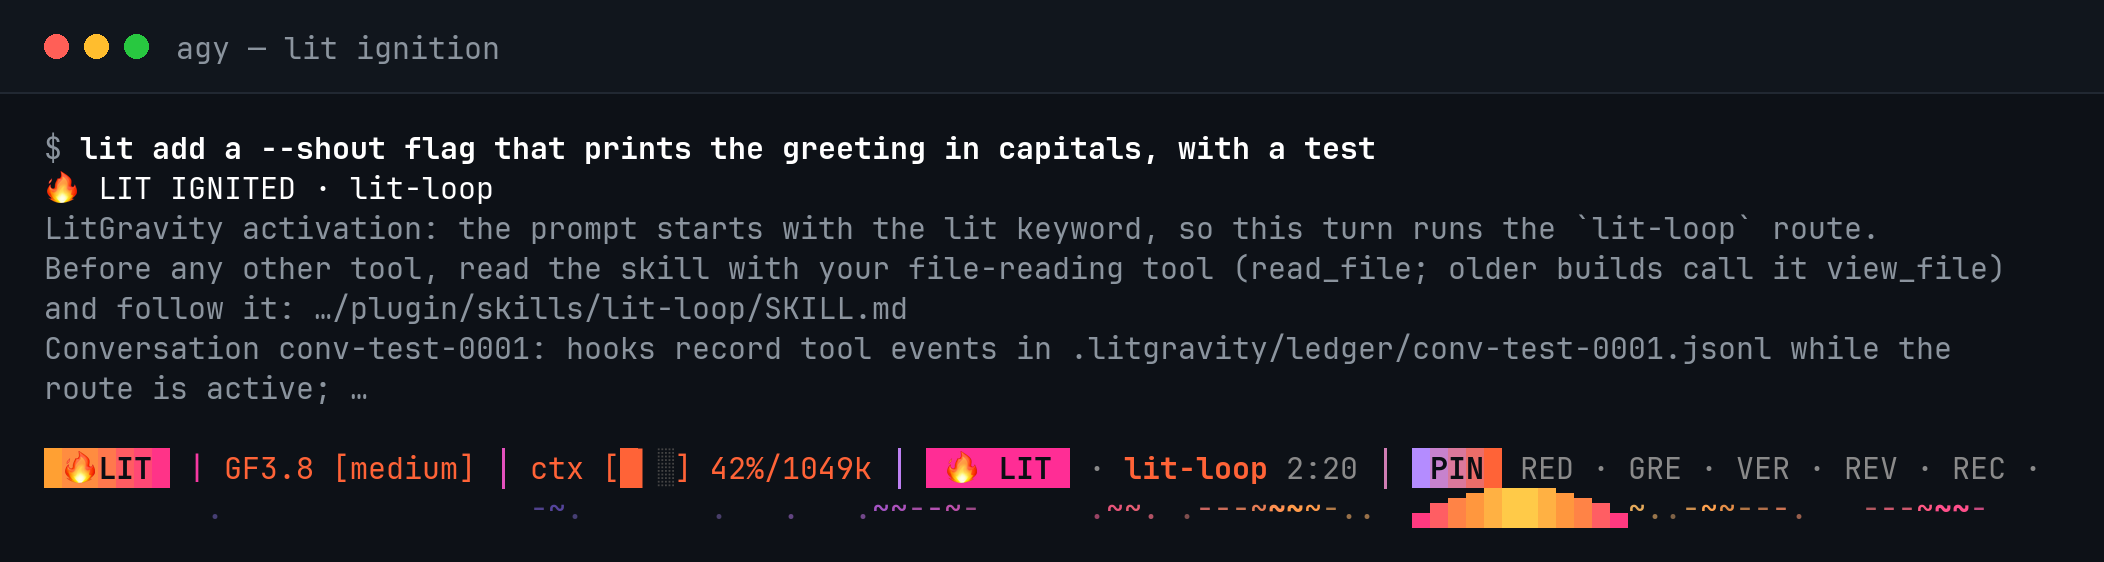 agy — lit ignition
$ lit add a --shout flag that prints the greeting in capitals, with a test
🔥 LIT IGNITED · lit-loop
LitGravity activation: the prompt starts with the lit keyword, so this turn runs the `lit-loop` route.
Before any other tool, read the skill with your file-reading tool (read_file; older builds call it view_file)
and follow it: …/plugin/skills/lit-loop/SKILL.md
Conversation conv-test-0001: hooks record tool events in .litgravity/ledger/conv-test-0001.jsonl while the
route is active; …
🔥LIT | GF3.8 [medium] | ctx [█ ░] 42%/1049k | 🔥 LIT · lit-loop 2:20 | PIN RED · GRE · VER · REV · REC ·